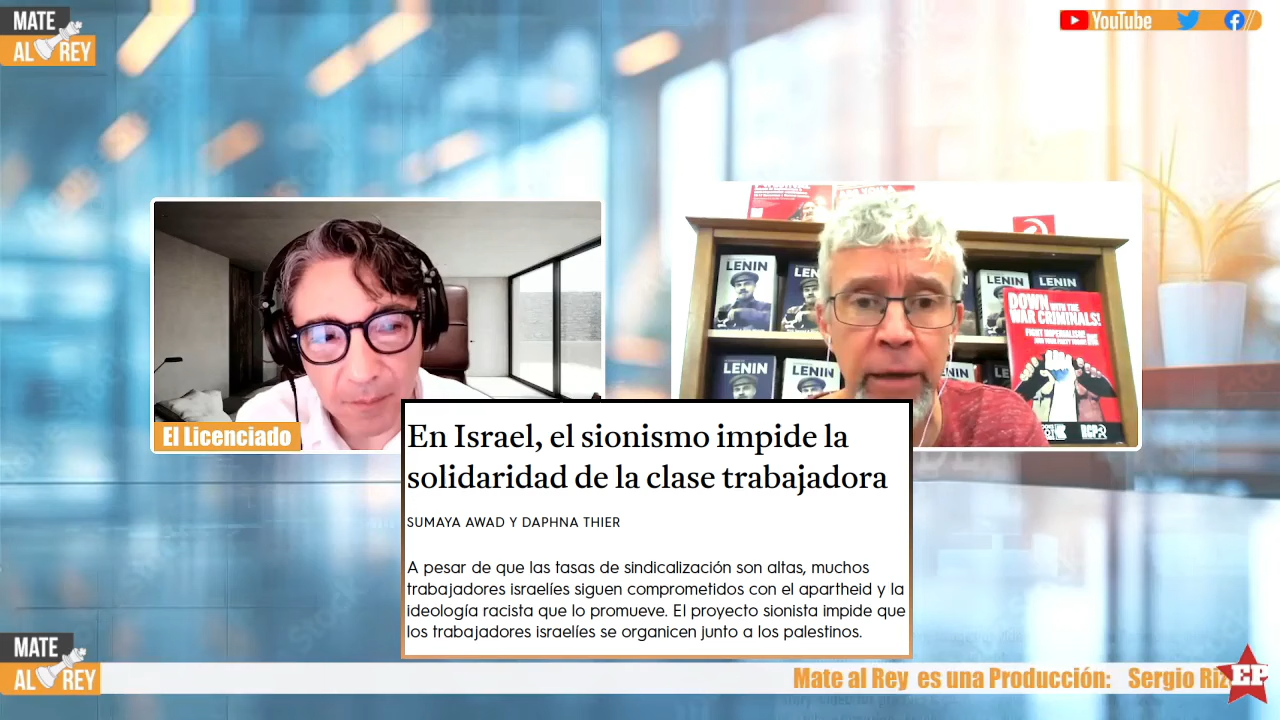 MATE
AL REY
YouTube
LENIN
LENIN
LENIN
LENIN
DOWN WITH THE
WAR CRIMINALS!
FIGHT IMPERIALISM
LENIN
LENIN
El Licenciado
En Israel, el sionismo impide la
solidaridad de la clase trabajadora
SUMAYA AWAD Y DAPHNA THIER
A pesar de que las tasas de sindicalización son altas, muchos
trabajadores israelíes siguen comprometidos con el apartheid y la
ideología racista que lo promueve. El proyecto sionista impide que
los trabajadores israelíes se organicen junto a los palestinos.
MATE
AL REY
Mate al Rey es una Producción: Sergio Riz
EP